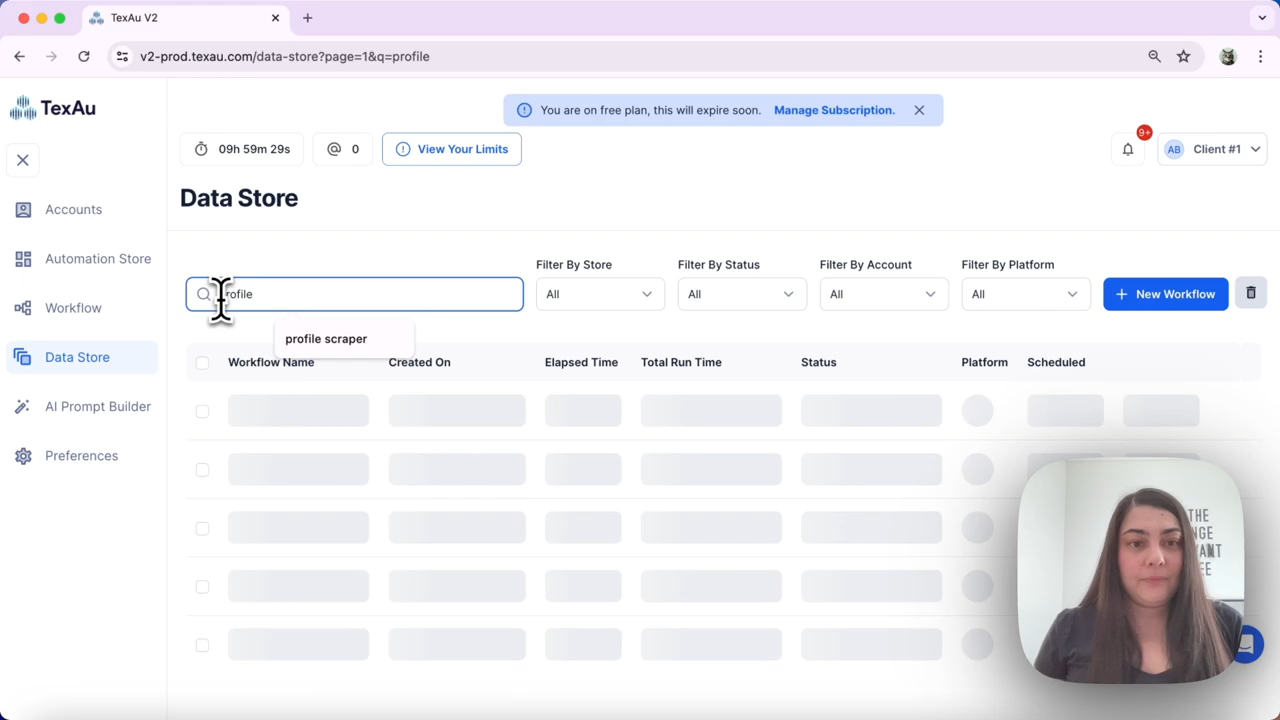 TexAu V2
v2-prod.texau.com/data-store?page=1&q=profile
TexAu
You are on free plan, this will expire soon. Manage Subscription.
09h 59m 29s
@ 0
View Your Limits
9+
AB
Client #1
Data Store
Accounts
Automation Store
Workflow
Data Store
AI Prompt Builder
Preferences
Filter By Store
Filter By Status
Filter By Account
Filter By Platform
profile
All
All
All
All
+ New Workflow
profile scraper
Workflow Name
Created On
Elapsed Time
Total Run Time
Status
Platform
Scheduled
THE